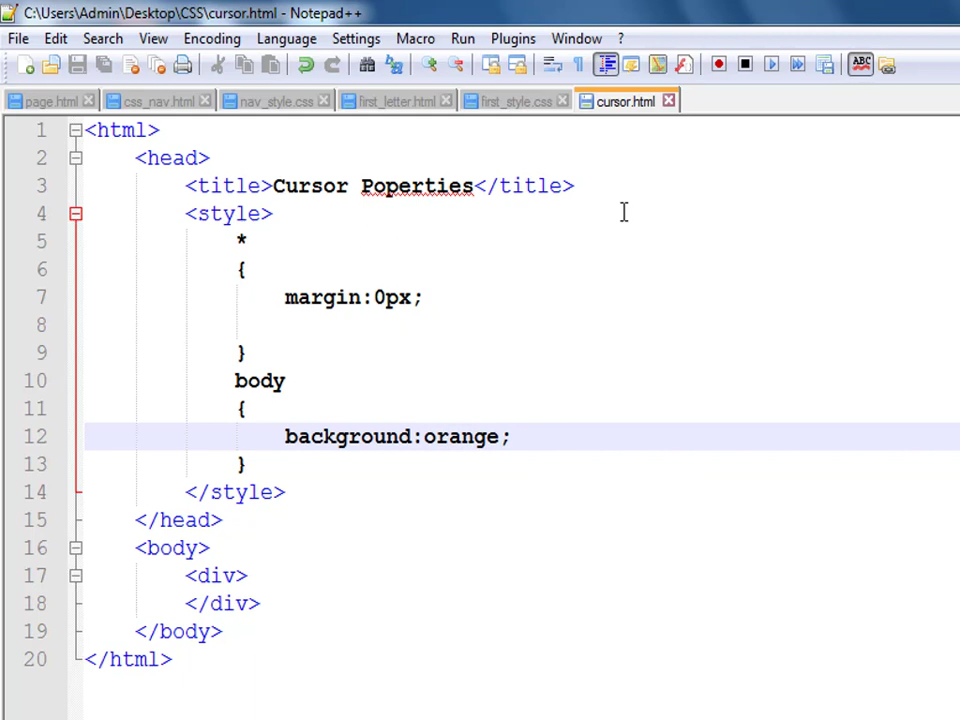 C:\Users\Admin\Desktop\CSS\cursor.html - Notepad++
File Edit Search View Encoding Language Settings Macro Run Plugins Window ?
ABC
page.html css_nav.html nav_style.css first_letter.html first_style.css cursor.html
1 <html>
2 <head>
3 <title>Cursor Poperties</title>
4 <style>
5 *
6 {
7 margin:0px;
8
9 }
10 body
11 {
12 background:orange;
13 }
14 </style>
15 </head>
16 <body>
17 <div>
18 </div>
19 </body>
20 </html>